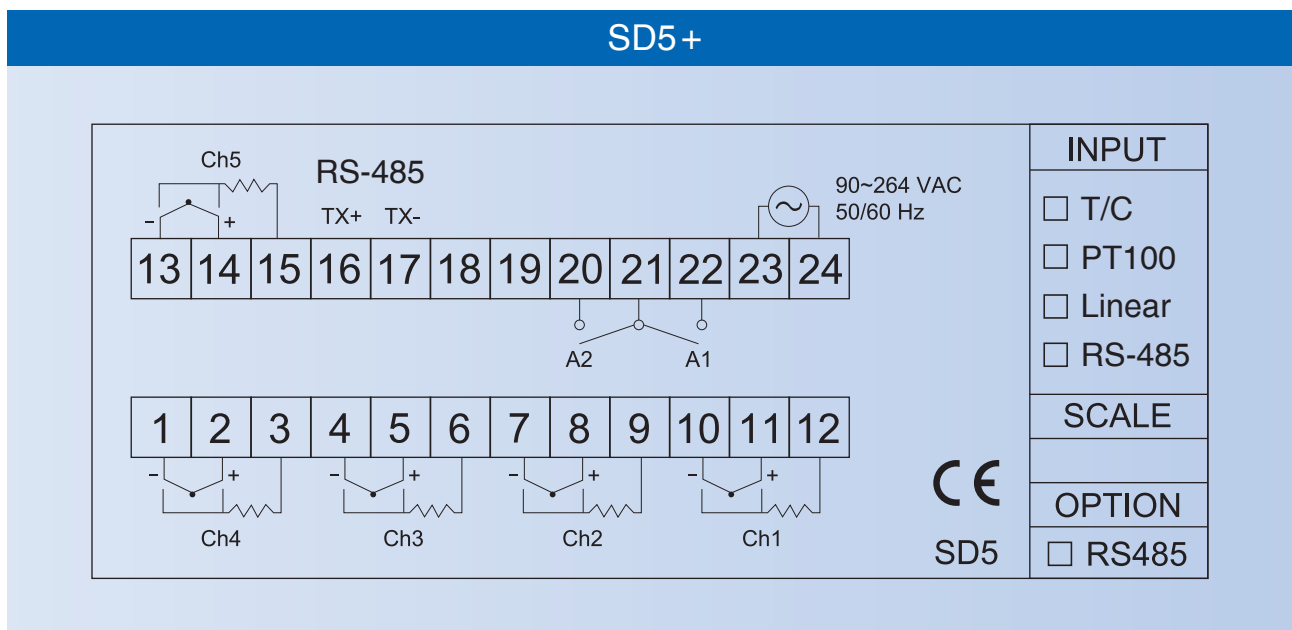 SD5+
Ch5
RS-485
TX+ TX-
90~264 VAC
50/60 Hz
- +
13 14 15 16 17 18 19 20 21 22 23 24
A2 A1
1 2 3 4 5 6 7 8 9 10 11 12
- + - + - + - +
Ch4 Ch3 Ch2 Ch1
CE
SD5
INPUT
T/C
PT100
Linear
RS-485
SCALE
OPTION
RS485